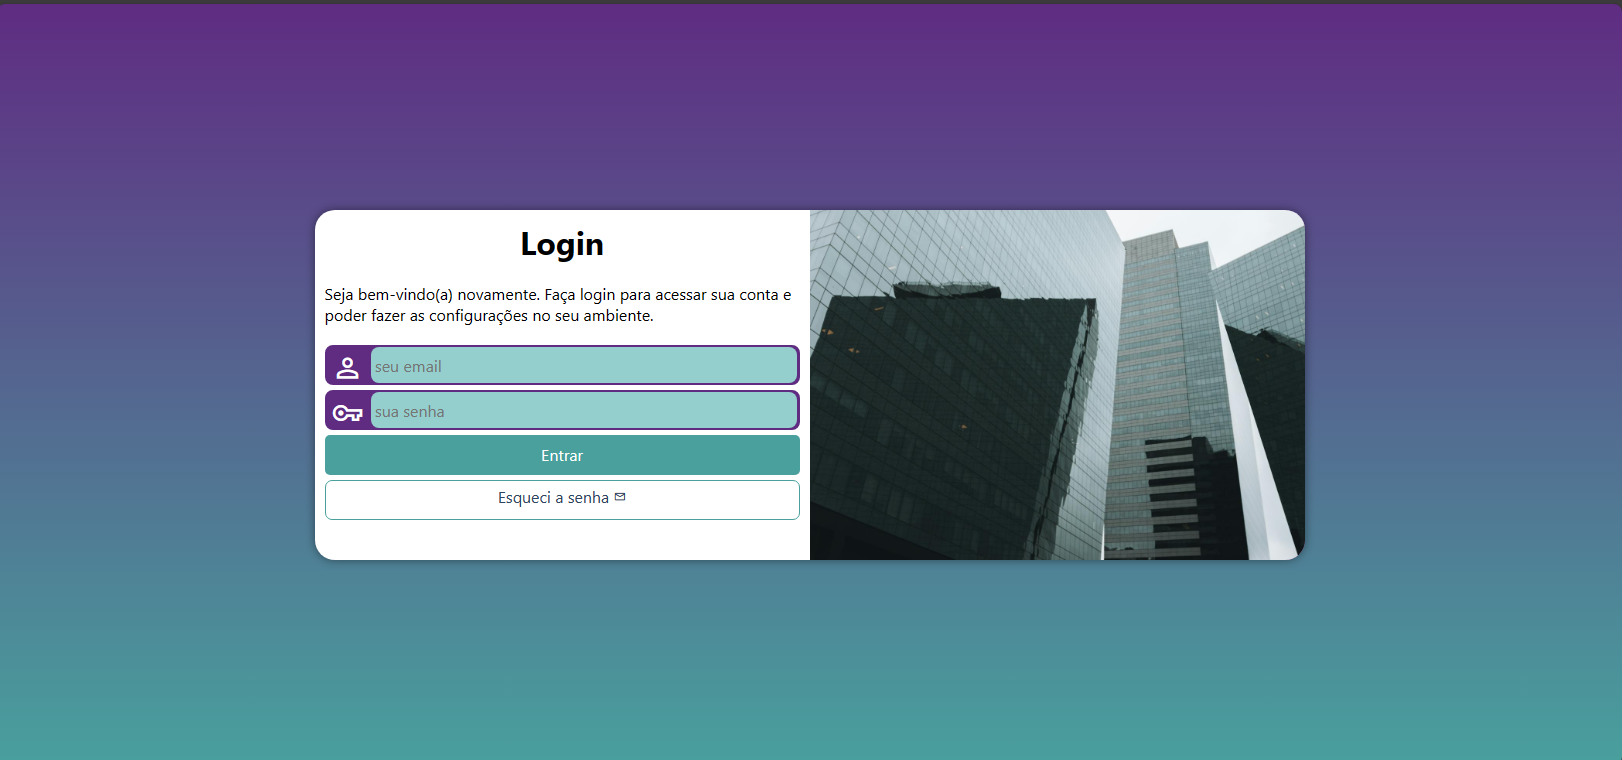 Login
Seja bem-vindo(a) novamente. Faça login para acessar sua conta e
poder fazer as configurações no seu ambiente.
seu email
sua senha
Entrar
Esqueci a senha